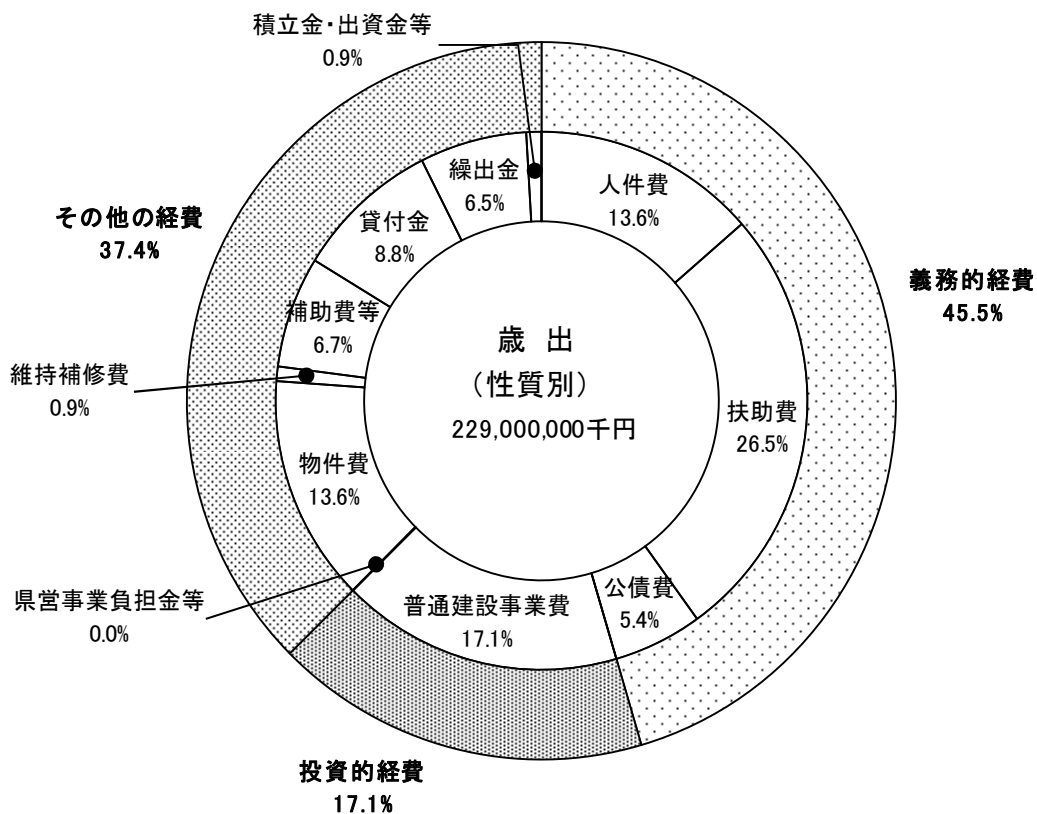 積立金・出資金等
0.9%
繰出金
6.5%
人件費
13.6%
貸付金
8.8%
その他の経費
37.4%
義務的経費
45.5%
補助費等
6.7%
歳 出
（性質別）
229,000,000千円
維持補修費
0.9%
扶助費
26.5%
物件費
13.6%
県営事業負担金等
0.0%
普通建設事業費
17.1%
公債費
5.4%
投資的経費
17.1%